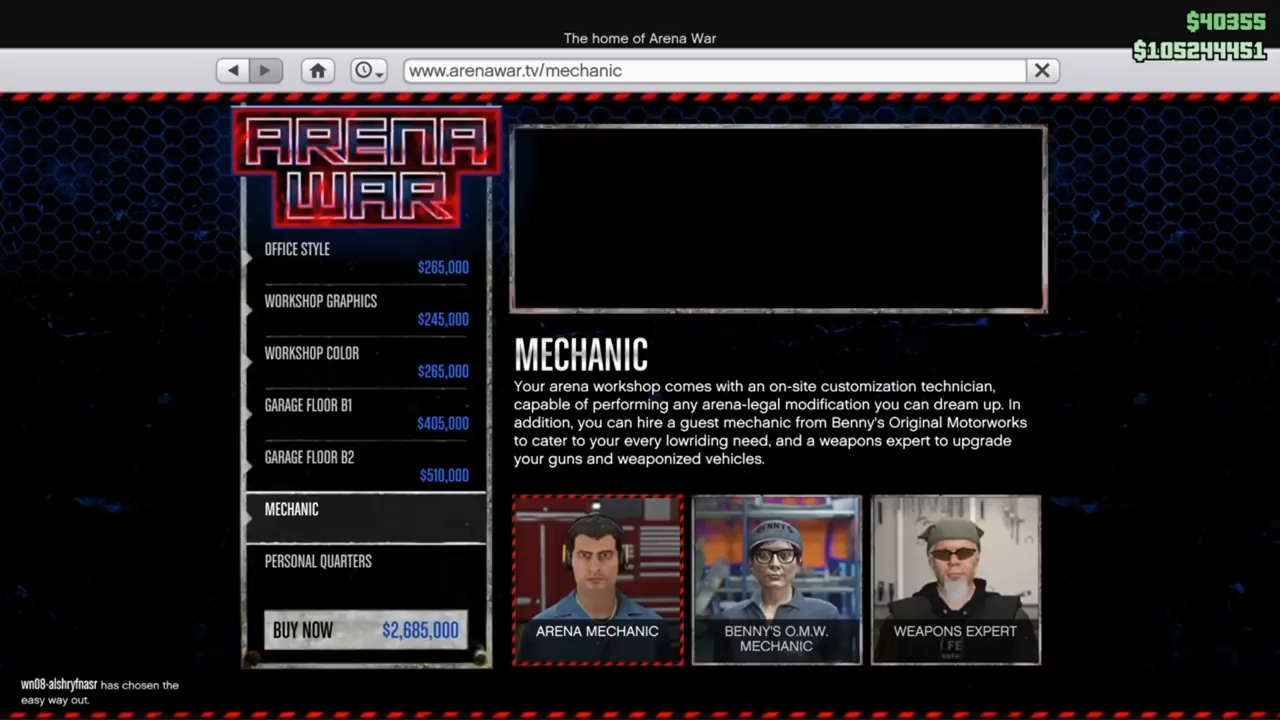 $40355
The home of Arena War
$105244451
www.arenawar.tv/mechanic
ARENA
WAR
OFFICE STYLE
$265,000
WORKSHOP GRAPHICS
$245,000
WORKSHOP COLOR
$265,000
GARAGE FLOOR B1
$405,000
GARAGE FLOOR B2
$510,000
MECHANIC
PERSONAL QUARTERS
BUY NOW $2,685,000
MECHANIC
Your arena workshop comes with an on-site customization technician,
capable of performing any arena-legal modification you can dream up. In
addition, you can hire a guest mechanic from Benny's Original Motorworks
to cater to your every lowriding need, and a weapons expert to upgrade
your guns and weaponized vehicles.
ARENA MECHANIC
BENNY'S
BENNY'S O.M.W.
MECHANIC
WEAPONS EXPERT
wn08-alshryfnasr has chosen the
easy way out.